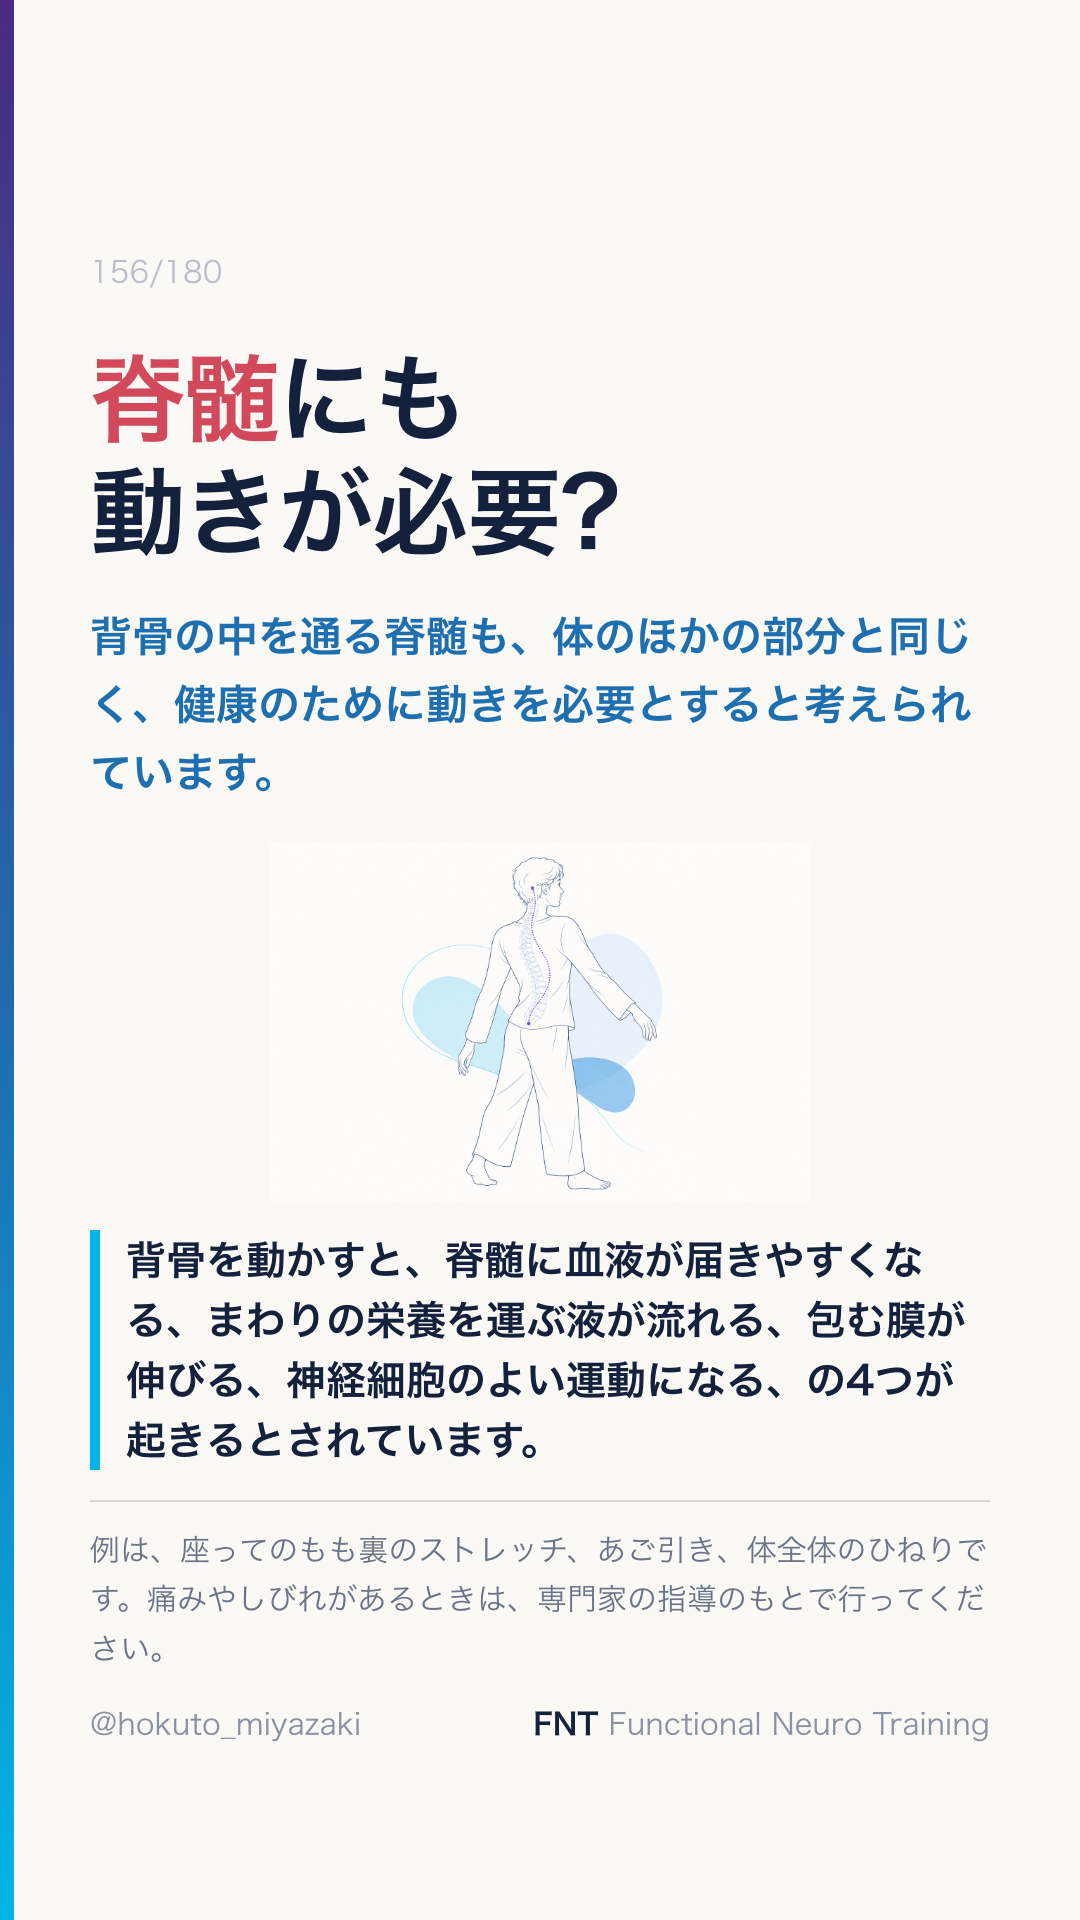 156/180
脊髄にも
動きが必要?
背骨の中を通る脊髄も、体のほかの部分と同じ
く、健康のために動きを必要とすると考えられ
ています。
背骨を動かすと、脊髄に血液が届きやすくな
る、まわりの栄養を運ぶ液が流れる、包む膜が
伸びる、神経細胞のよい運動になる、の4つが
起きるとされています。
例は、座ってのもも裏のストレッチ、あご引き、体全体のひねりで
す。痛みやしびれがあるときは、専門家の指導のもとで行ってくだ
さい。
@hokuto_miyazaki
FNT Functional Neuro Training